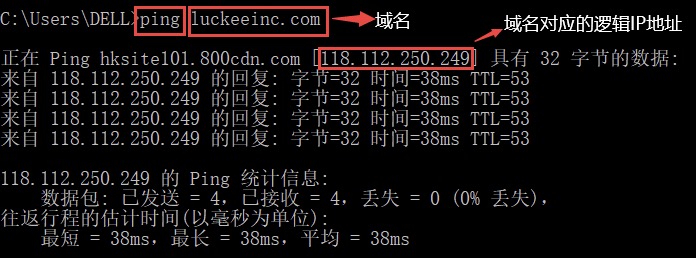 C:\Users\DELL>ping luckeeinc.com
域名
域名对应的逻辑IP地址
正在 Ping hksite101.800cdn.com [118.112.250.249] 具有 32 字节的数据:
来自 118.112.250.249 的回复: 字节=32 时间=38ms TTL=53
来自 118.112.250.249 的回复: 字节=32 时间=38ms TTL=53
来自 118.112.250.249 的回复: 字节=32 时间=38ms TTL=53
来自 118.112.250.249 的回复: 字节=32 时间=38ms TTL=53
118.112.250.249 的 Ping 统计信息:
数据包: 已发送 = 4，已接收 = 4，丢失 = 0 (0% 丢失)，
往返行程的估计时间(以毫秒为单位):
最短 = 38ms，最长 = 38ms，平均 = 38ms